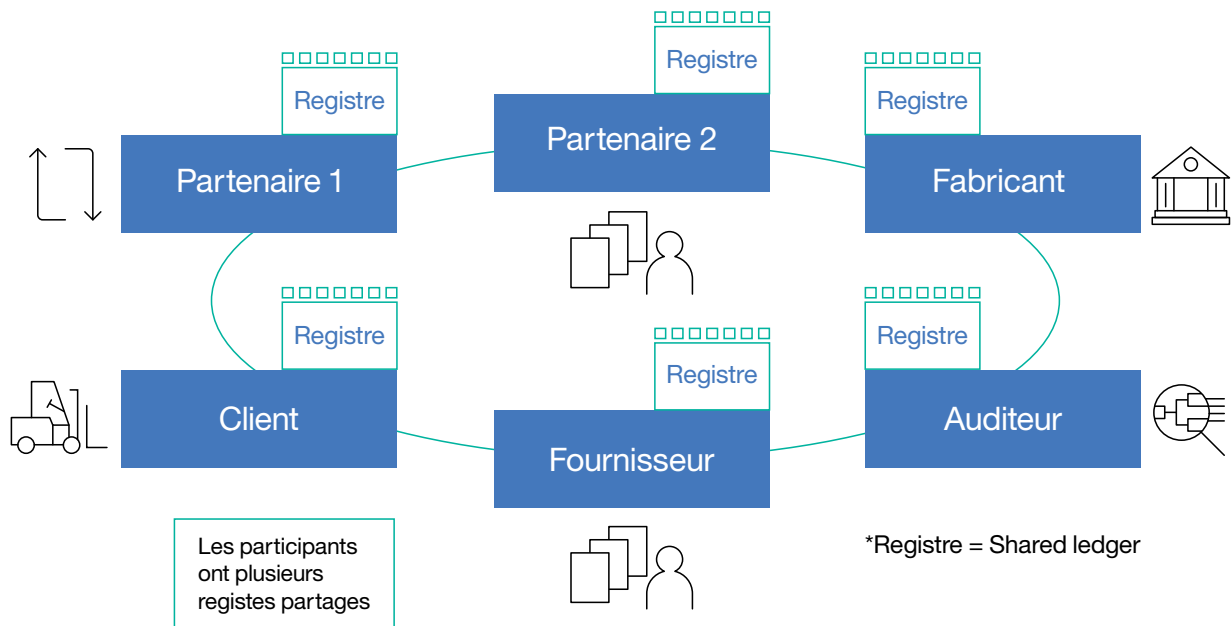 Registre
Registre
Registre
Partenaire 1
Partenaire 2
Fabricant
Registre
Registre
Registre
Client
Fournisseur
Auditeur
Les participants
ont plusieurs
registes partages
*Registre = Shared ledger